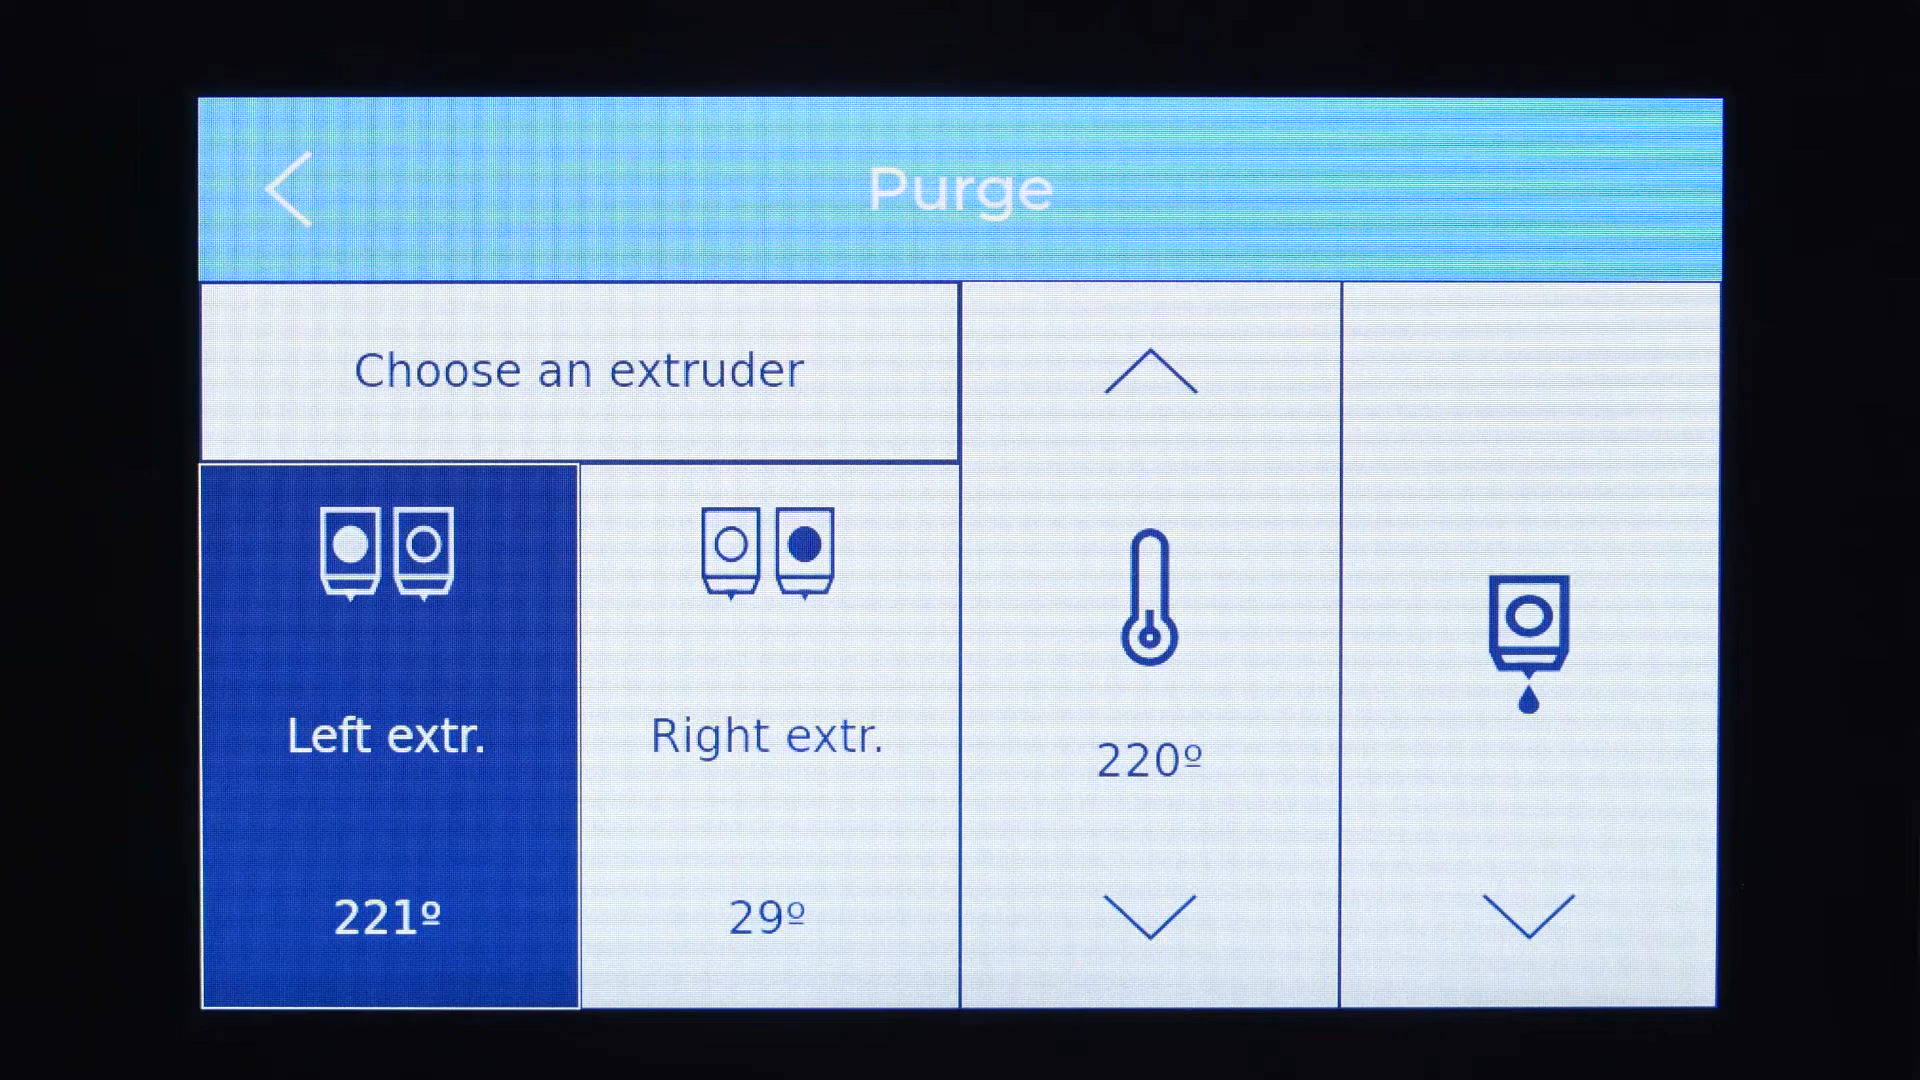 Purge
Choose an extruder
Left extr.
221º
Right extr.
29º
220º